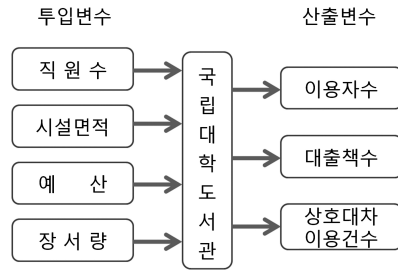 투입변수
산출변수
직 원 수
시설면적
예 산
장 서 량
국
립
대
학
도
서
관
이용자수
대출책수
상호대차
이용건수